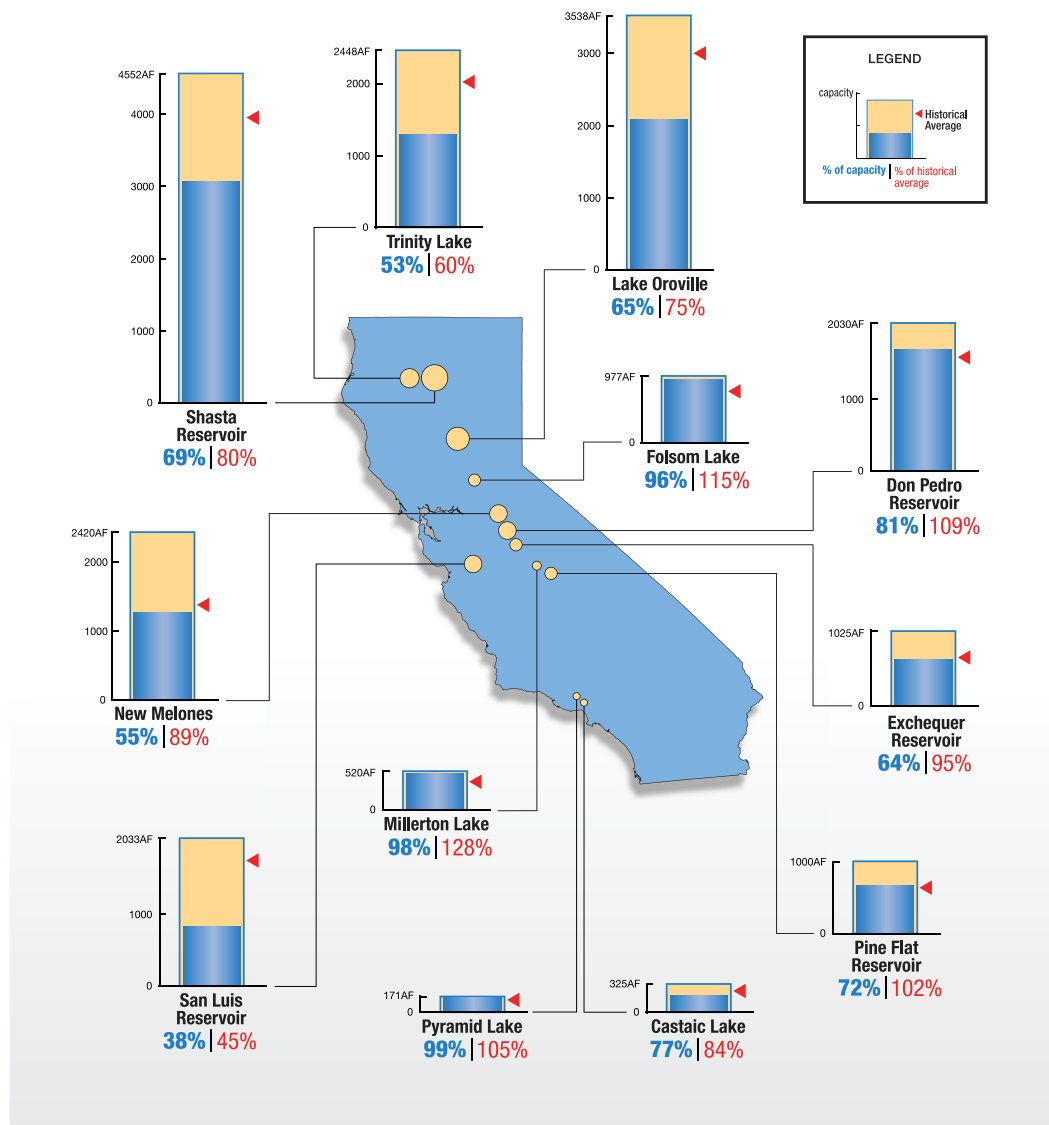 3538AF
3000
2000
1000
0
Lake Oroville
65% | 75%
LEGEND
capacity
Historical
Average
% of capacity | % of historical
average
2448AF
2000
1000
0
Trinity Lake
53% | 60%
4552AF
4000
3000
2000
1000
0
Shasta
Reservoir
69% | 80%
977AF
0
Folsom Lake
96% | 115%
2030AF
1000
0
Don Pedro
Reservoir
81% | 109%
2420AF
2000
1000
0
New Melones
55% | 89%
1025AF
0
Exchequer
Reservoir
64% | 95%
520AF
0
Millerton Lake
98% | 128%
2033AF
1000
0
San Luis
Reservoir
38% | 45%
1000AF
0
Pine Flat
Reservoir
72% | 102%
171AF
0
Pyramid Lake
99% | 105%
325AF
0
Castaic Lake
77% | 84%